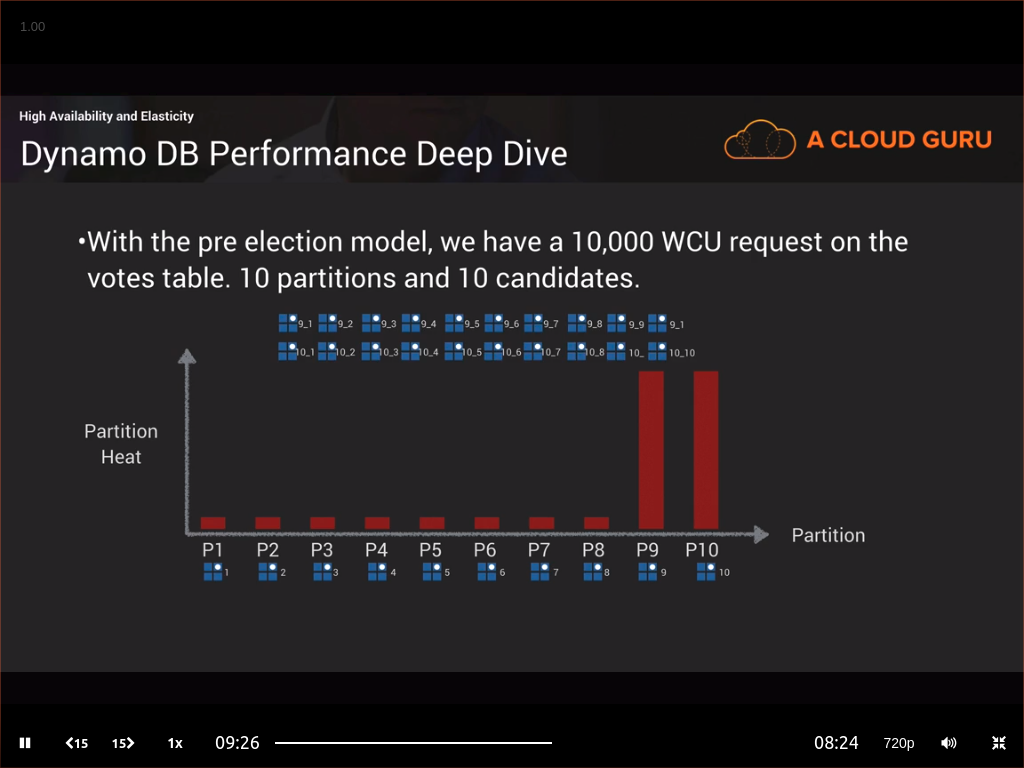 1.00
High Availability and Elasticity
Dynamo DB Performance Deep Dive
A CLOUD GURU
•With the pre election model, we have a 10,000 WCU request on the
votes table. 10 partitions and 10 candidates.
9_1 9_2 9_3 9_4 9_5 9_6 9_7 9_8 9_9 9_1
10_1 10_2 10_3 10_4 10_5 10_6 10_7 10_8 10_ 10_10
Partition
Heat
Partition
P1 P2 P3 P4 P5 P6 P7 P8 P9 P10
1 2 3 4 5 6 7 8 9 10
15 15 1x 09:26 08:24 720p